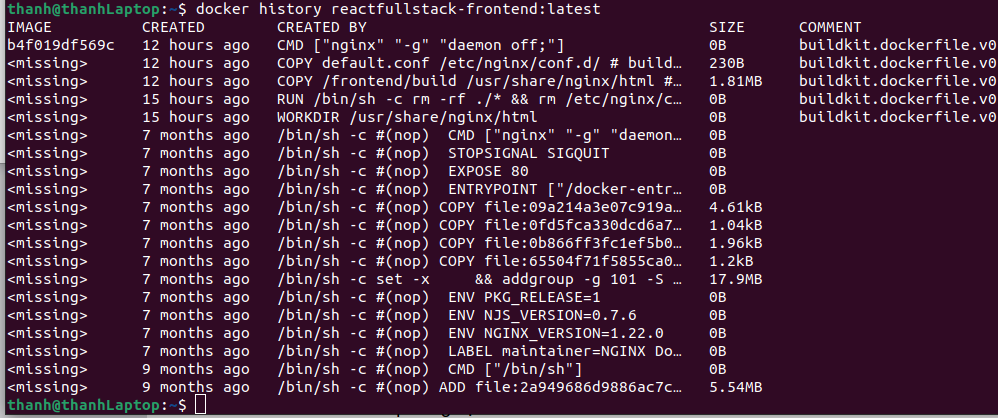 thanh@thanhLaptop:~$ docker history reactfullstack-frontend:latest
IMAGE CREATED CREATED BY SIZE COMMENT
b4f019df569c 12 hours ago CMD ["nginx" "-g" "daemon off;"] 0B buildkit.dockerfile.v0
<missing> 12 hours ago COPY default.conf /etc/nginx/conf.d/ # build… 230B buildkit.dockerfile.v0
<missing> 12 hours ago COPY /frontend/build /usr/share/nginx/html #… 1.81MB buildkit.dockerfile.v0
<missing> 15 hours ago RUN /bin/sh -c rm -rf ./* && rm /etc/nginx/c… 0B buildkit.dockerfile.v0
<missing> 15 hours ago WORKDIR /usr/share/nginx/html 0B buildkit.dockerfile.v0
<missing> 7 months ago /bin/sh -c #(nop) CMD ["nginx" "-g" "daemon… 0B
<missing> 7 months ago /bin/sh -c #(nop) STOPSIGNAL SIGQUIT 0B
<missing> 7 months ago /bin/sh -c #(nop) EXPOSE 80 0B
<missing> 7 months ago /bin/sh -c #(nop) ENTRYPOINT ["/docker-entr… 0B
<missing> 7 months ago /bin/sh -c #(nop) COPY file:09a214a3e07c919a… 4.61kB
<missing> 7 months ago /bin/sh -c #(nop) COPY file:0fd5fca330dcd6a7… 1.04kB
<missing> 7 months ago /bin/sh -c #(nop) COPY file:0b866ff3fc1ef5b0… 1.96kB
<missing> 7 months ago /bin/sh -c #(nop) COPY file:65504f71f5855ca0… 1.2kB
<missing> 7 months ago /bin/sh -c set -x && addgroup -g 101 -S … 17.9MB
<missing> 7 months ago /bin/sh -c #(nop) ENV PKG_RELEASE=1 0B
<missing> 7 months ago /bin/sh -c #(nop) ENV NJS_VERSION=0.7.6 0B
<missing> 7 months ago /bin/sh -c #(nop) ENV NGINX_VERSION=1.22.0 0B
<missing> 7 months ago /bin/sh -c #(nop) LABEL maintainer=NGINX Do… 0B
<missing> 9 months ago /bin/sh -c #(nop) CMD ["/bin/sh"] 0B
<missing> 9 months ago /bin/sh -c #(nop) ADD file:2a949686d9886ac7c… 5.54MB
thanh@thanhLaptop:~$